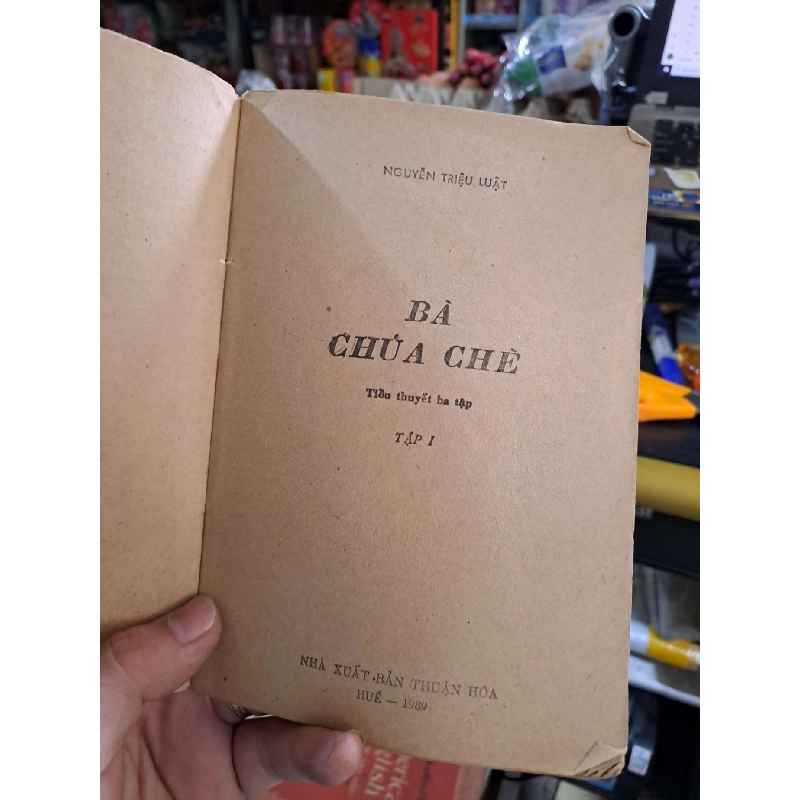 NGUYỄN TRIỆU LUẬT
BÀ
CHÚA CHÈ
Tiểu thuyết ba tập
TẬP I
NHÀ XUẤT BẢN THUẬN HÓA
HUẾ — 1989